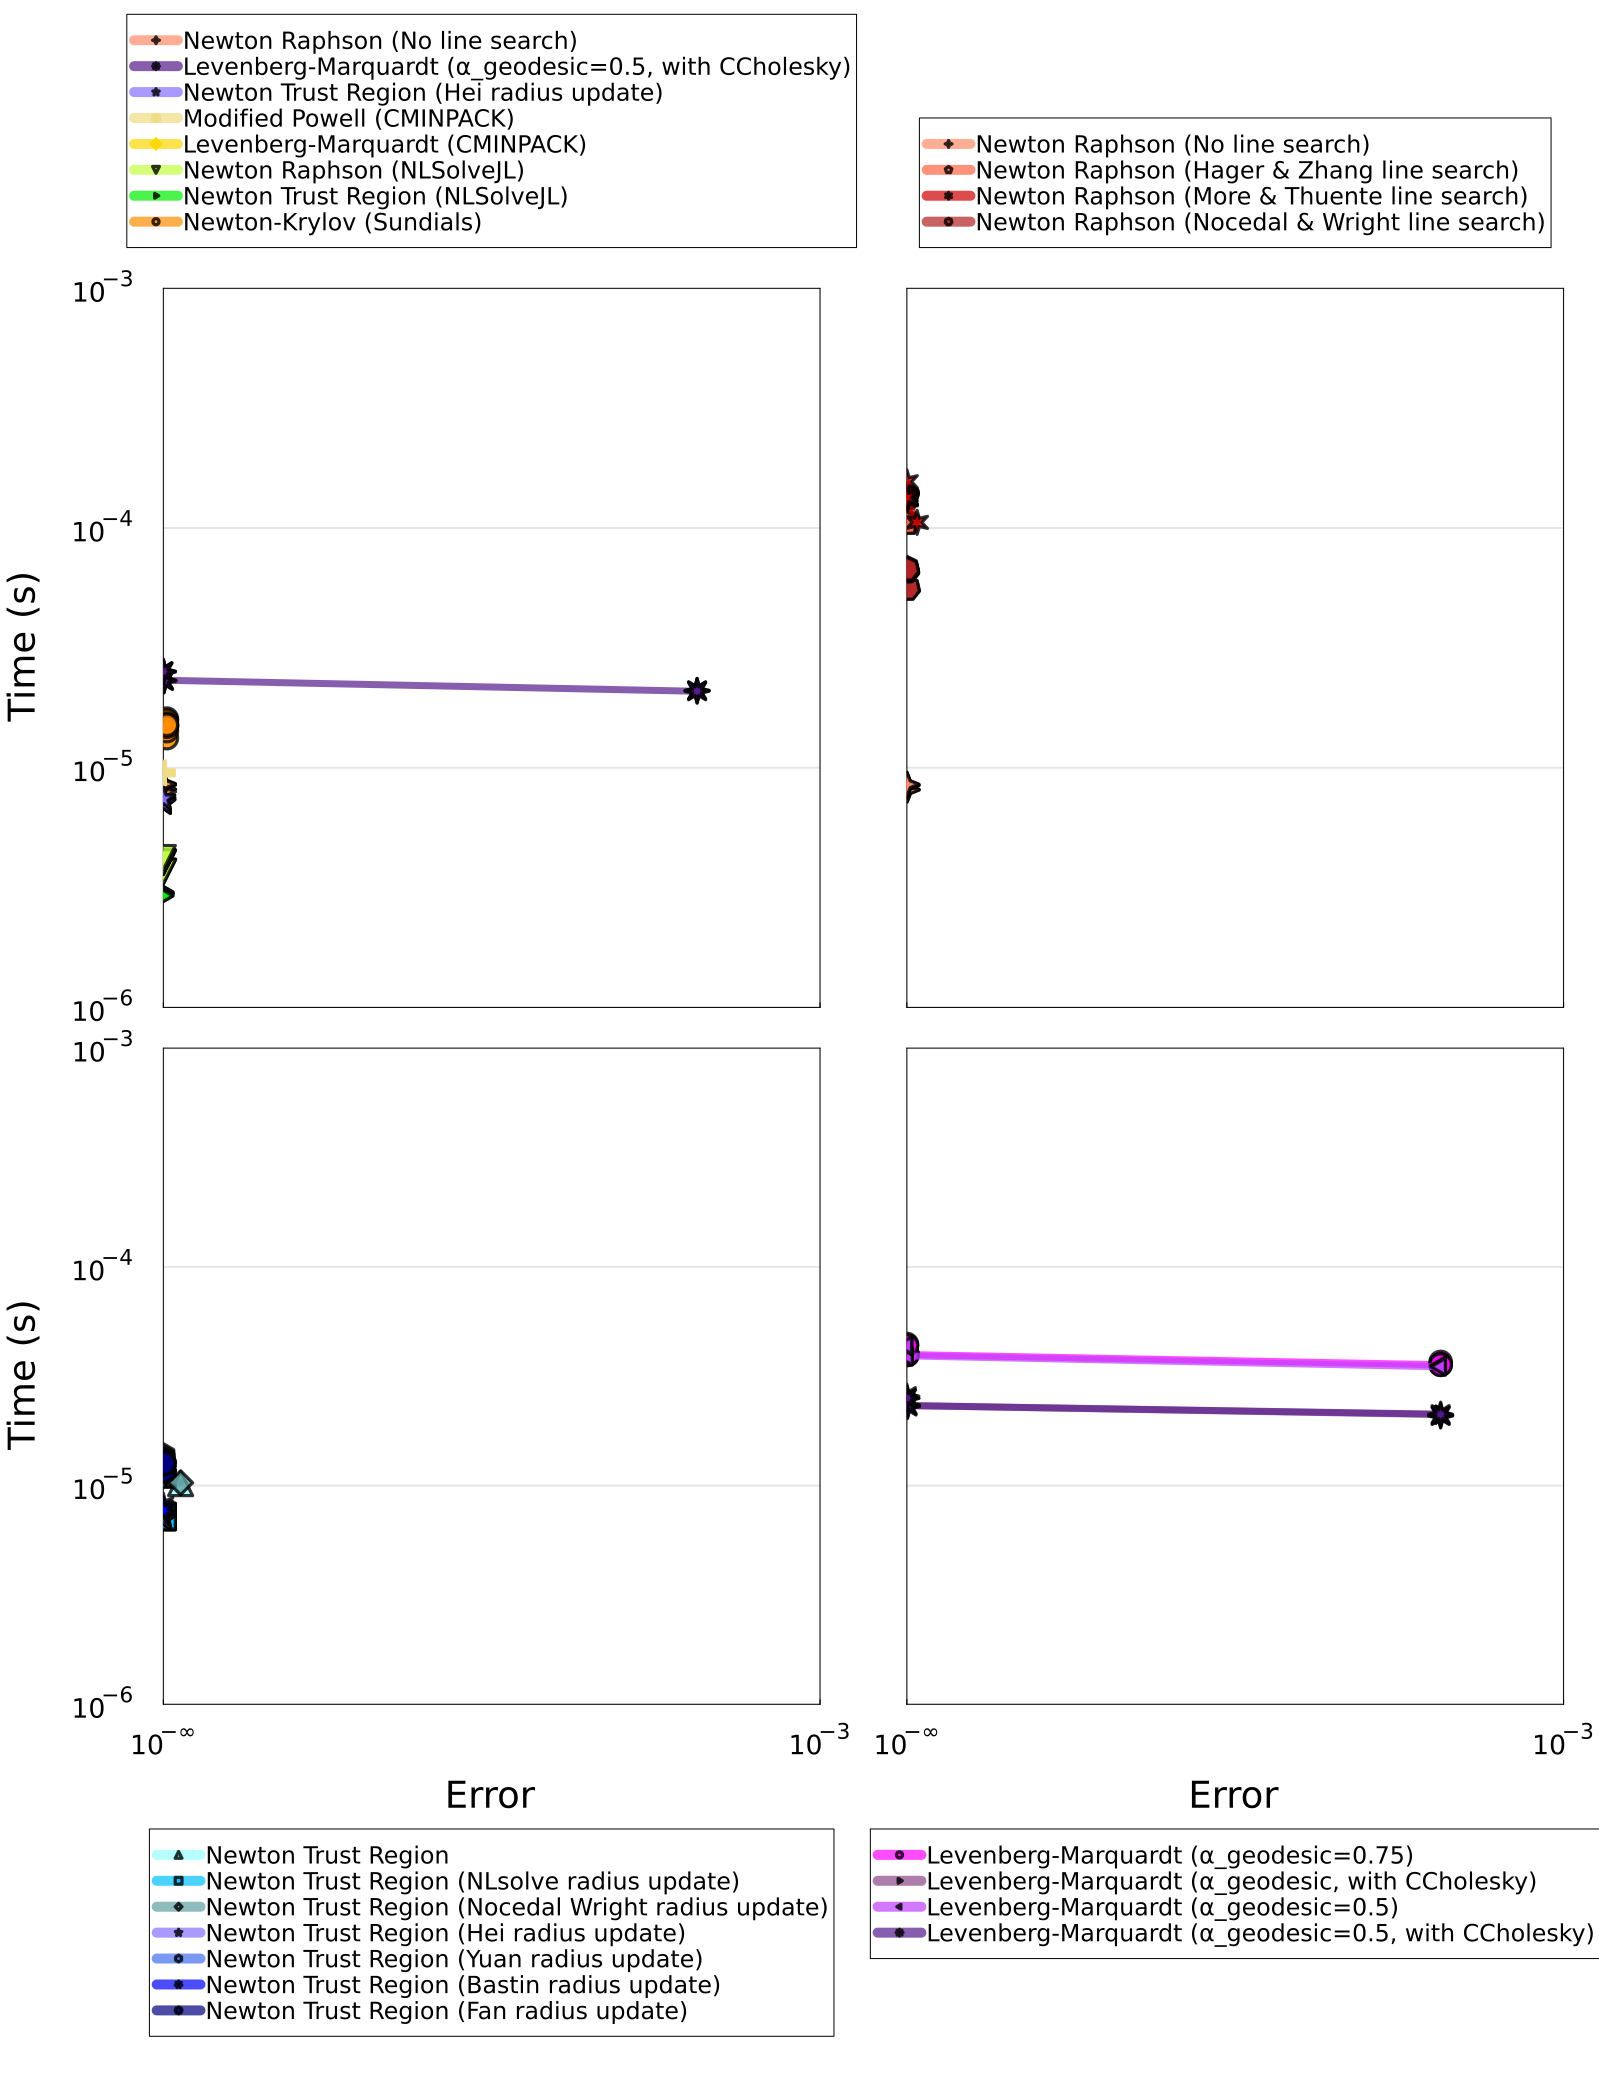 Newton Raphson (No line search)
Levenberg-Marquardt (α_geodesic=0.5, with CCholesky)
Newton Trust Region (Hei radius update)
Modified Powell (CMINPACK)
Levenberg-Marquardt (CMINPACK)
Newton Raphson (NLSolveJL)
Newton Trust Region (NLSolveJL)
Newton-Krylov (Sundials)
Newton Raphson (No line search)
Newton Raphson (Hager & Zhang line search)
Newton Raphson (More & Thuente line search)
Newton Raphson (Nocedal & Wright line search)
10⁻³
10⁻⁴
10⁻⁵
10⁻⁶
Time (s)
10⁻³
10⁻⁴
10⁻⁵
10⁻⁶
Time (s)
10^−∞
10⁻³
10^−∞
10⁻³
Error
Error
Newton Trust Region
Newton Trust Region (NLsolve radius update)
Newton Trust Region (Nocedal Wright radius update)
Newton Trust Region (Hei radius update)
Newton Trust Region (Yuan radius update)
Newton Trust Region (Bastin radius update)
Newton Trust Region (Fan radius update)
Levenberg-Marquardt (α_geodesic=0.75)
Levenberg-Marquardt (α_geodesic, with CCholesky)
Levenberg-Marquardt (α_geodesic=0.5)
Levenberg-Marquardt (α_geodesic=0.5, with CCholesky)